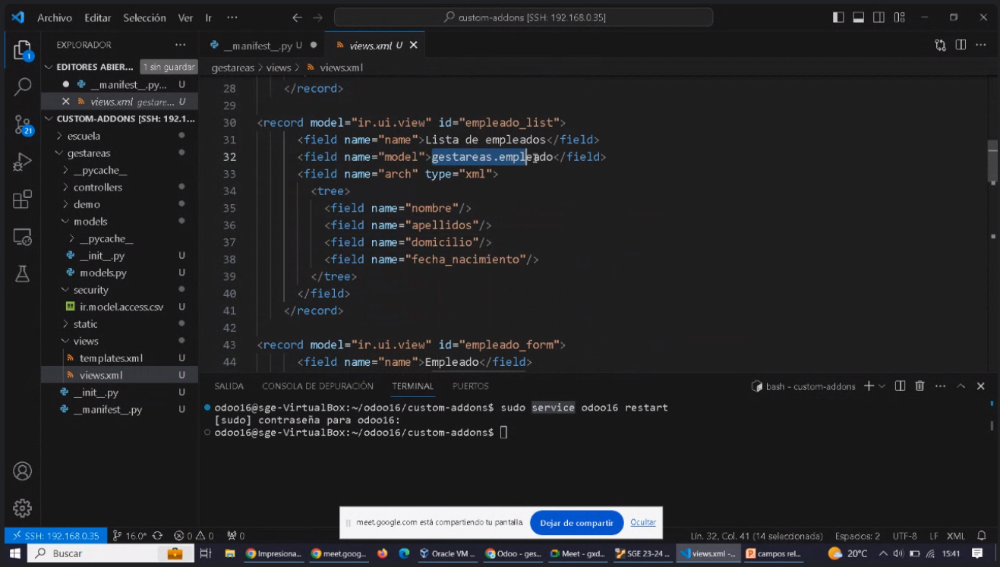 Archivo Editar Selección Ver Ir ··· custom-addons [SSH: 192.168.0.35]
EXPLORADOR ··· __manifest__.py U views.xml U
EDITORES ABIER... 1 sin guardar gestareas > views > views.xml
__manifest__.py...
views.xml gestare... U
CUSTOM-ADDONS [SSH: 192.1...
escuela
gestareas
__pycache__
controllers
demo
models
__pycache__
__init__.py U
models.py U
security
ir.model.access.csv U
static
views
templates.xml U
views.xml U
__init__.py U
__manifest__.py U
28 </record>
29
30 <record model="ir.ui.view" id="empleado_list">
31 <field name="name">Lista de empleados</field>
32 <field name="model">gestareas.empleado</field>
33 <field name="arch" type="xml">
34 <tree>
35 <field name="nombre"/>
36 <field name="apellidos"/>
37 <field name="domicilio"/>
38 <field name="fecha_nacimiento"/>
39 </tree>
40 </field>
41 </record>
42
43 <record model="ir.ui.view" id="empleado_form">
44 <field name="name">Empleado</field>
SALIDA CONSOLA DE DEPURACIÓN TERMINAL PUERTOS bash - custom-addons
odoo16@sge-VirtualBox:~/odoo16/custom-addons$ sudo service odoo16 restart
[sudo] contraseña para odoo16:
odoo16@sge-VirtualBox:~/odoo16/custom-addons$
meet.google.com está compartiendo tu pantalla. Dejar de compartir Ocultar
SSH: 192.168.0.35 16.0* 0 0 0 Lín. 32, Col. 41 (14 seleccionada) Espacios: 2 UTF-8 LF XML
Buscar Impresiona... meet.goog... Oracle VM ... Odoo - ges... Meet - gxd... SGE 23-24 ... views.xml -... campos rel... 20°C 15:41
1
21